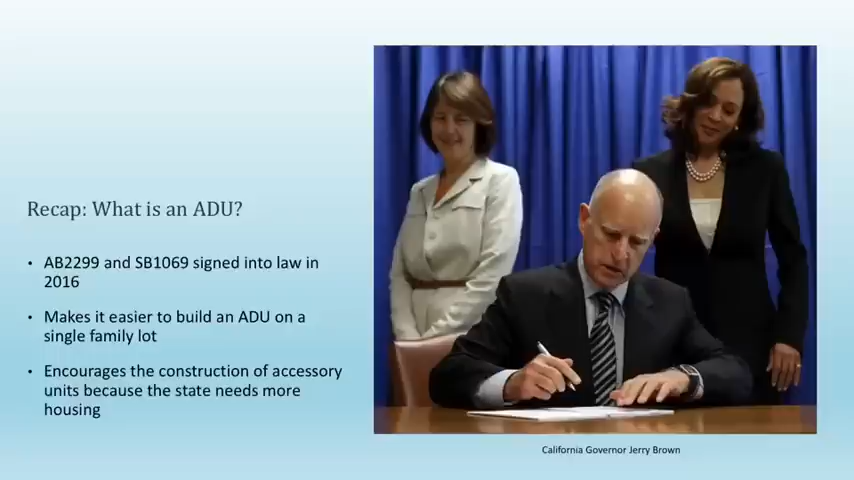 Recap: What is an ADU?
• AB2299 and SB1069 signed into law in
2016
• Makes it easier to build an ADU on a
single family lot
• Encourages the construction of accessory
units because the state needs more
housing
California Governor Jerry Brown